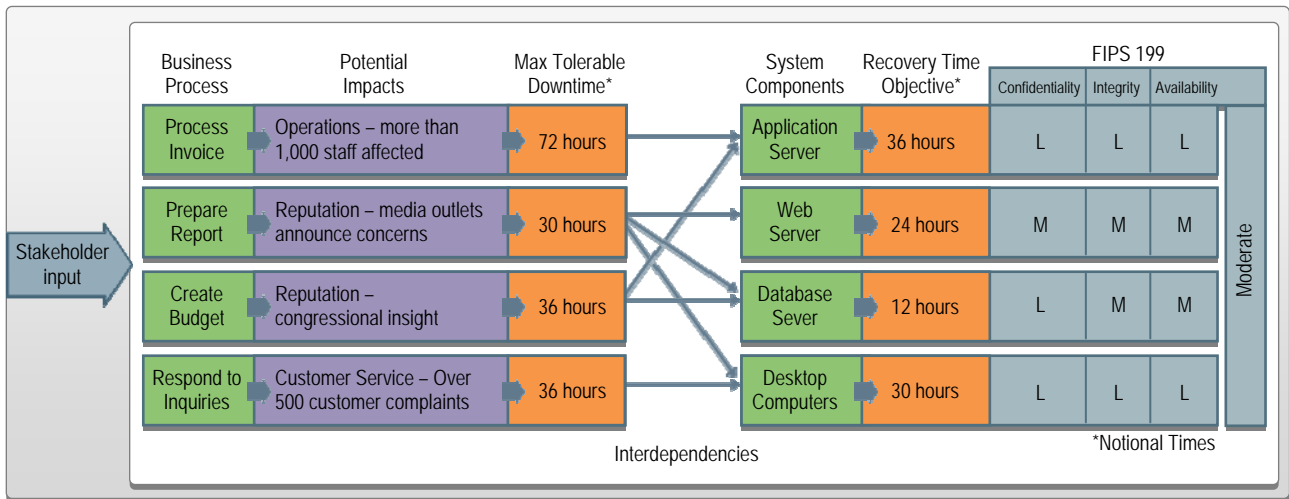 Stakeholder
input
Business
Process
Potential
Impacts
Max Tolerable
Downtime*
System
Components
Recovery Time
Objective*
FIPS 199
Confidentiality
Integrity
Availability
Process
Invoice
Operations – more than
1,000 staff affected
72 hours
Application
Server
36 hours
L
L
L
Prepare
Report
Reputation – media outlets
announce concerns
30 hours
Web
Server
24 hours
M
M
M
Create
Budget
Reputation –
congressional insight
36 hours
Database
Sever
12 hours
L
M
M
Respond to
Inquiries
Customer Service – Over
500 customer complaints
36 hours
Desktop
Computers
30 hours
L
L
L
Moderate
*Notional Times
Interdependencies